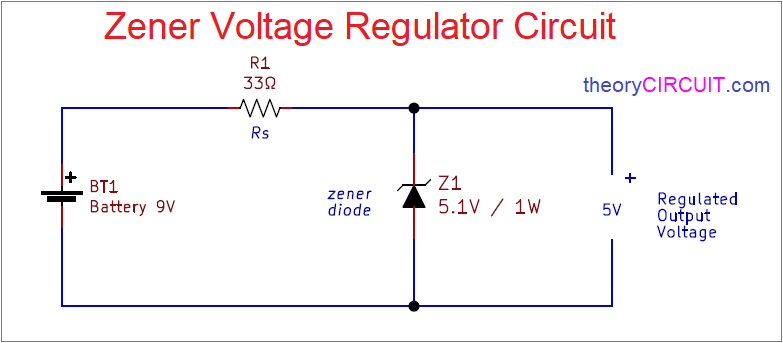 Zener Voltage Regulator Circuit
theoryCIRCUIT.com
R1
33Ω
Rs
+
BT1
Battery 9V
zener
diode
Z1
5.1V / 1W
+
5V
Regulated
Output
Voltage